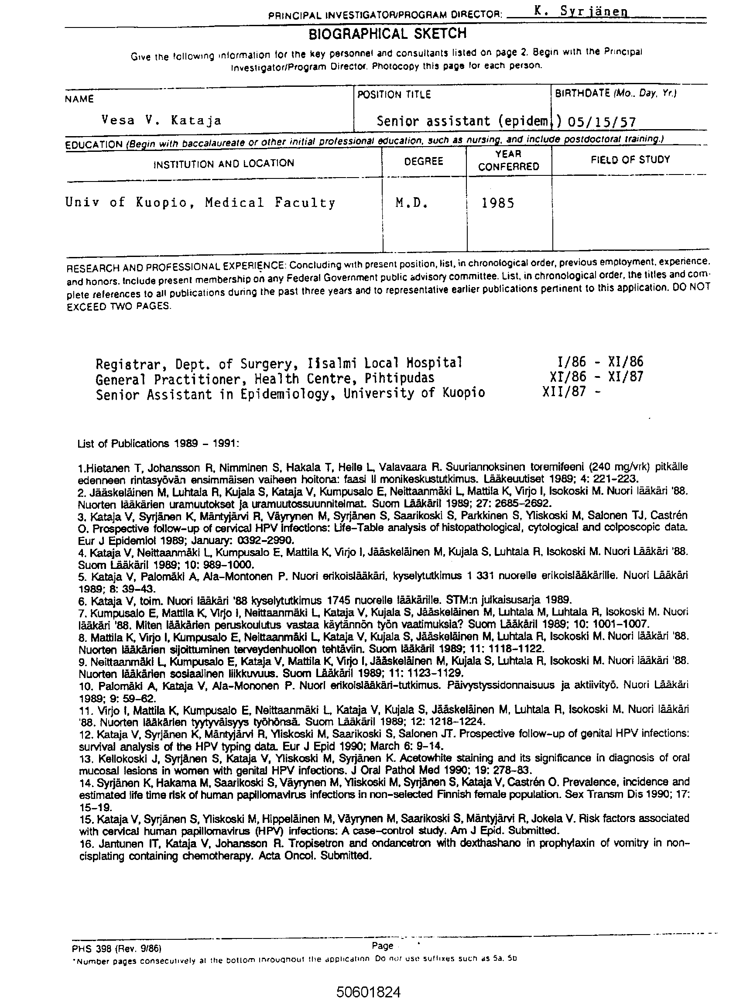 PRINCIPAL INVESTIGATOR/PROGRAM DIRECTOR: K. Syrjänen
BIOGRAPHICAL SKETCH
Give the following information for the key personnel and consultants listed on page 2. Begin with the Principal
Investigator/Program Director. Photocopy this page for each person.
NAME
POSITION TITLE
BIRTHDATE (Mo., Day, Yr.)
Vesa V. Kataja
Senior assistant (epidem.) 05/15/57
EDUCATION (Begin with baccalaureate or other initial professional education, such as nursing, and include postdoctoral training.)
INSTITUTION AND LOCATION
DEGREE
YEAR
CONFERRED
FIELD OF STUDY
Univ of Kuopio, Medical Faculty
M.D.
1985
RESEARCH AND PROFESSIONAL EXPERIENCE: Concluding with present position, list, in chronological order, previous employment, experience,
and honors. Include present membership on any Federal Government public advisory committee. List, in chronological order, the titles and com-
plete references to all publications during the past three years and to representative earlier publications pertinent to this application. DO NOT
EXCEED TWO PAGES.
Registrar, Dept. of Surgery, Iisalmi Local Hospital I/86 - XI/86
General Practitioner, Health Centre, Pihtipudas XI/86 - XI/87
Senior Assistant in Epidemiology, University of Kuopio XII/87 -
List of Publications 1989 - 1991:
1.Hietanen T, Johansson R, Nimminen S, Hakala T, Helle L, Valavaara R. Suuriannoksinen toremifeeni (240 mg/vrk) pitkälle
edenneen rintasyövän ensimmäisen vaiheen hoitona: faasi II monikeskustutkimus. Lääkeuutiset 1989; 4: 221-223.
2. Jääskeläinen M, Luhtala R, Kujala S, Kataja V, Kumpusalo E, Neittaanmäki L, Mattila K, Virjo I, Isokoski M. Nuori lääkäri '88.
Nuorten lääkärien uramuutokset ja uramuutossuunnitelmat. Suom Lääkäril 1989; 27: 2685-2692.
3. Kataja V, Syrjänen K, Mäntyjärvi R, Väyrynen M, Syrjänen S, Saarikoski S, Parkkinen S, Yliskoski M, Salonen TJ, Castrén
O. Prospective follow-up of cervical HPV Infections: Life-Table analysis of histopathological, cytological and colposcopic data.
Eur J Epidemiol 1989; January: 0392-2990.
4. Kataja V, Neittaanmäki L, Kumpusalo E, Mattila K, Virjo I, Jääskeläinen M, Kujala S, Luhtala R, Isokoski M. Nuori Lääkäri '88.
Suom Lääkäril 1989; 10: 989-1000.
5. Kataja V, Palomäki A, Ala-Montonen P. Nuori erikoislääkäri, kyselytutkimus 1 331 nuorelle erikoislääkärille. Nuori Lääkäri
1989; 8: 39-43.
6. Kataja V, toim. Nuori lääkäri '88 kyselytutkimus 1745 nuorelle lääkärille. STM:n julkaisusarja 1989.
7. Kumpusalo E, Mattila K, Virjo I, Neittaanmäki L, Kataja V, Kujala S, Jääskeläinen M, Luhtala M, Luhtala R, Isokoski M. Nuori
lääkäri '88. Miten lääkärien peruskoulutus vastaa käytännön työn vaatimuksia? Suom Lääkäril 1989; 10: 1001-1007.
8. Mattila K, Virjo I, Kumpusalo E, Neittaanmäki L, Kataja V, Kujala S, Jääskeläinen M, Luhtala R, Isokoski M. Nuori lääkäri '88.
Nuorten lääkärien sijoittuminen terveydenhuollon tehtäviin. Suom lääkäril 1989; 11: 1118-1122.
9. Neittaanmäki L, Kumpusalo E, Kataja V, Mattila K, Virjo I, Jääskeläinen M, Kujala S, Luhtala R, Isokoski M. Nuori lääkäri '88.
Nuorten lääkärien sosiaalinen liikkuvuus. Suom Lääkäril 1989; 11: 1123-1129.
10. Palomäki A, Kataja V, Ala-Mononen P. Nuori erikoislääkäri-tutkimus. Päivystyssidonnaisuus ja aktiivityö. Nuori Lääkäri
1989; 9: 59-62.
11. Virjo I, Mattila K, Kumpusalo E, Neittaanmäki L, Kataja V, Kujala S, Jääskeläinen M, Luhtala R, Isokoski M. Nuori lääkäri
'88. Nuorten lääkärien tyytyväisyys työhönsä. Suom Lääkäril 1989; 12: 1218-1224.
12. Kataja V, Syrjänen K, Mäntyjärvi R, Yliskoski M, Saarikoski S, Salonen JT. Prospective follow-up of genital HPV infections:
survival analysis of the HPV typing data. Eur J Epid 1990; March 6: 9-14.
13. Kellokoski J, Syrjänen S, Kataja V, Yliskoski M, Syrjänen K. Acetowhite staining and its significance in diagnosis of oral
mucosal lesions in women with genital HPV infections. J Oral Pathol Med 1990; 19: 278-83.
14. Syrjänen K, Hakama M, Saarikoski S, Väyrynen M, Yliskoski M, Syrjänen S, Kataja V, Castrén O. Prevalence, incidence and
estimated life time risk of human papillomavirus infections in non-selected Finnish female population. Sex Transm Dis 1990; 17:
15-19.
15. Kataja V, Syrjänen S, Yliskoski M, Hippeläinen M, Väyrynen M, Saarikoski S, Mäntyjärvi R, Jokela V. Risk factors associated
with cervical human papillomavirus (HPV) infections: A case-control study. Am J Epid. Submitted.
16. Jantunen IT, Kataja V, Johansson R. Tropisetron and ondancetron with dexthashano in prophylaxin of vomitry in non-
cisplating containing chemotherapy. Acta Oncol. Submitted.
PHS 398 (Rev. 9/86)
Page
*Number pages consecutively at the bottom throughout the application. Do not use suffixes such as 5a, 5b
50601824